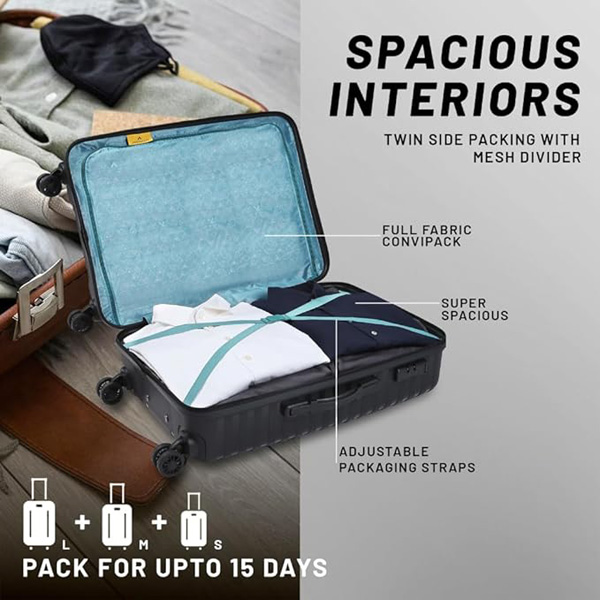 SPACIOUS
INTERIORS
TWIN SIDE PACKING WITH
MESH DIVIDER
FULL FABRIC
CONVIPACK
SUPER
SPACIOUS
ADJUSTABLE
PACKAGING STRAPS
L + M + S
PACK FOR UPTO 15 DAYS